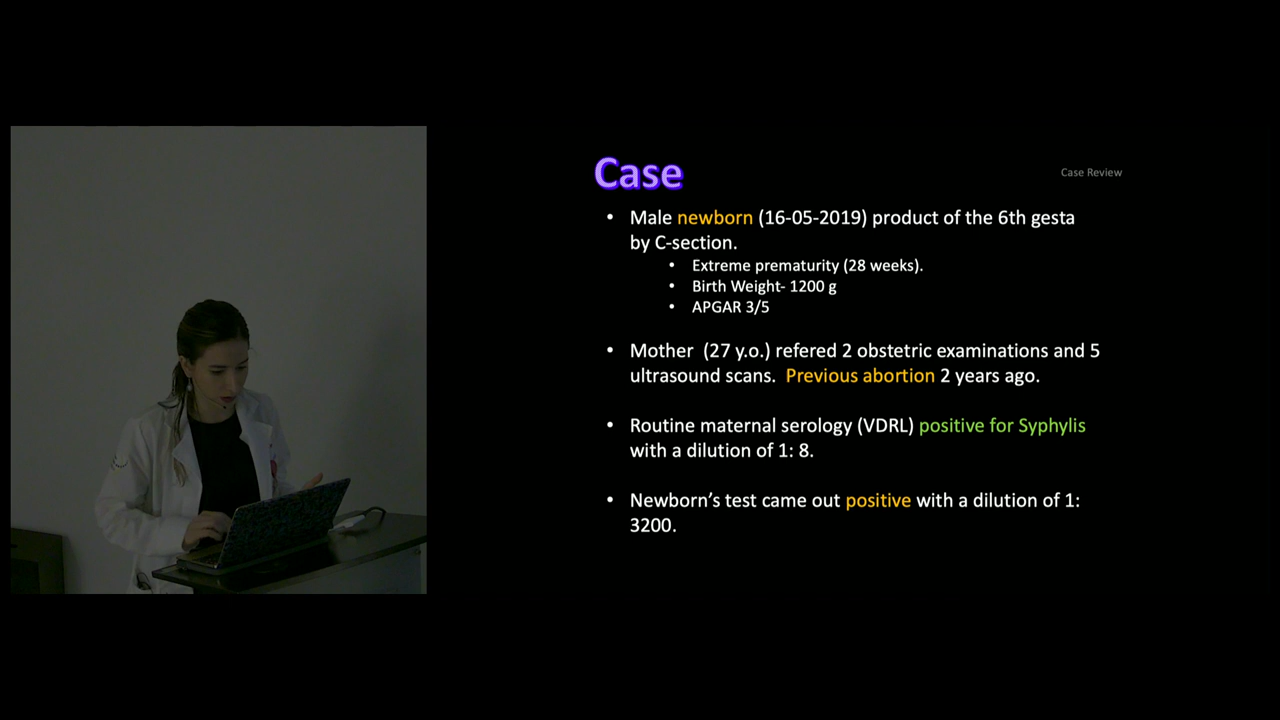 Case
Case Review
• Male newborn (16-05-2019) product of the 6th gesta
by C-section.
• Extreme prematurity (28 weeks).
• Birth Weight- 1200 g
• APGAR 3/5
• Mother (27 y.o.) refered 2 obstetric examinations and 5
ultrasound scans. Previous abortion 2 years ago.
• Routine maternal serology (VDRL) positive for Syphylis
with a dilution of 1: 8.
• Newborn's test came out positive with a dilution of 1:
3200.